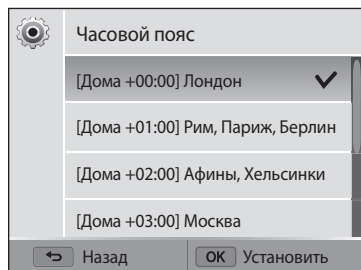 Часовой пояс
[Дома +00:00] Лондон
[Дома +01:00] Рим, Париж, Берлин
[Дома +02:00] Афины, Хельсинки
[Дома +03:00] Москва
Назад OK Установить